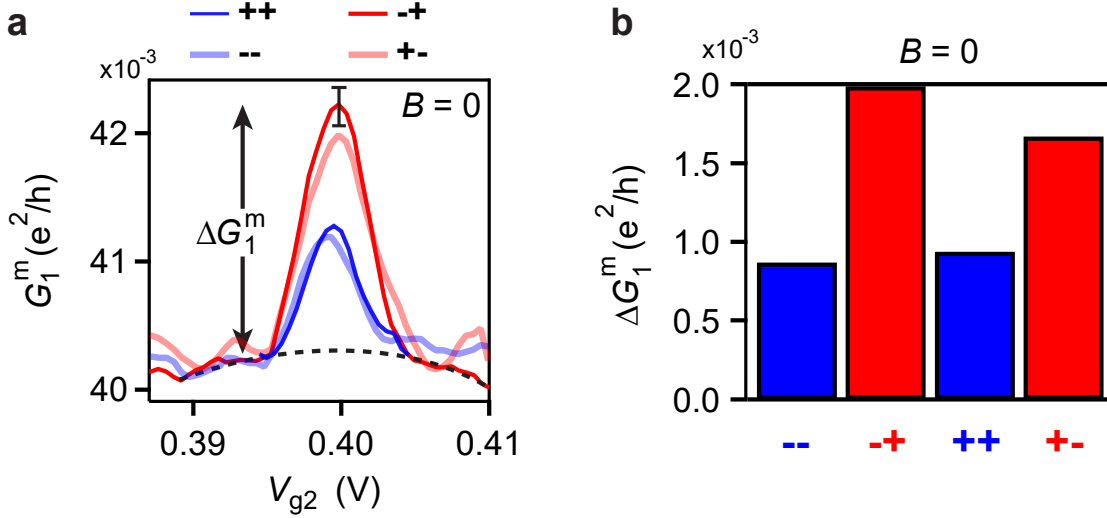 a
++
-+
--
+-
x10⁻³
B = 0
42
41
40
G₁ᵐ (e²/h)
ΔG₁ᵐ
0.39
0.40
0.41
V_g2 (V)
b
x10⁻³
B = 0
2.0
1.5
1.0
0.5
0.0
ΔG₁ᵐ (e²/h)
--
-+
++
+-